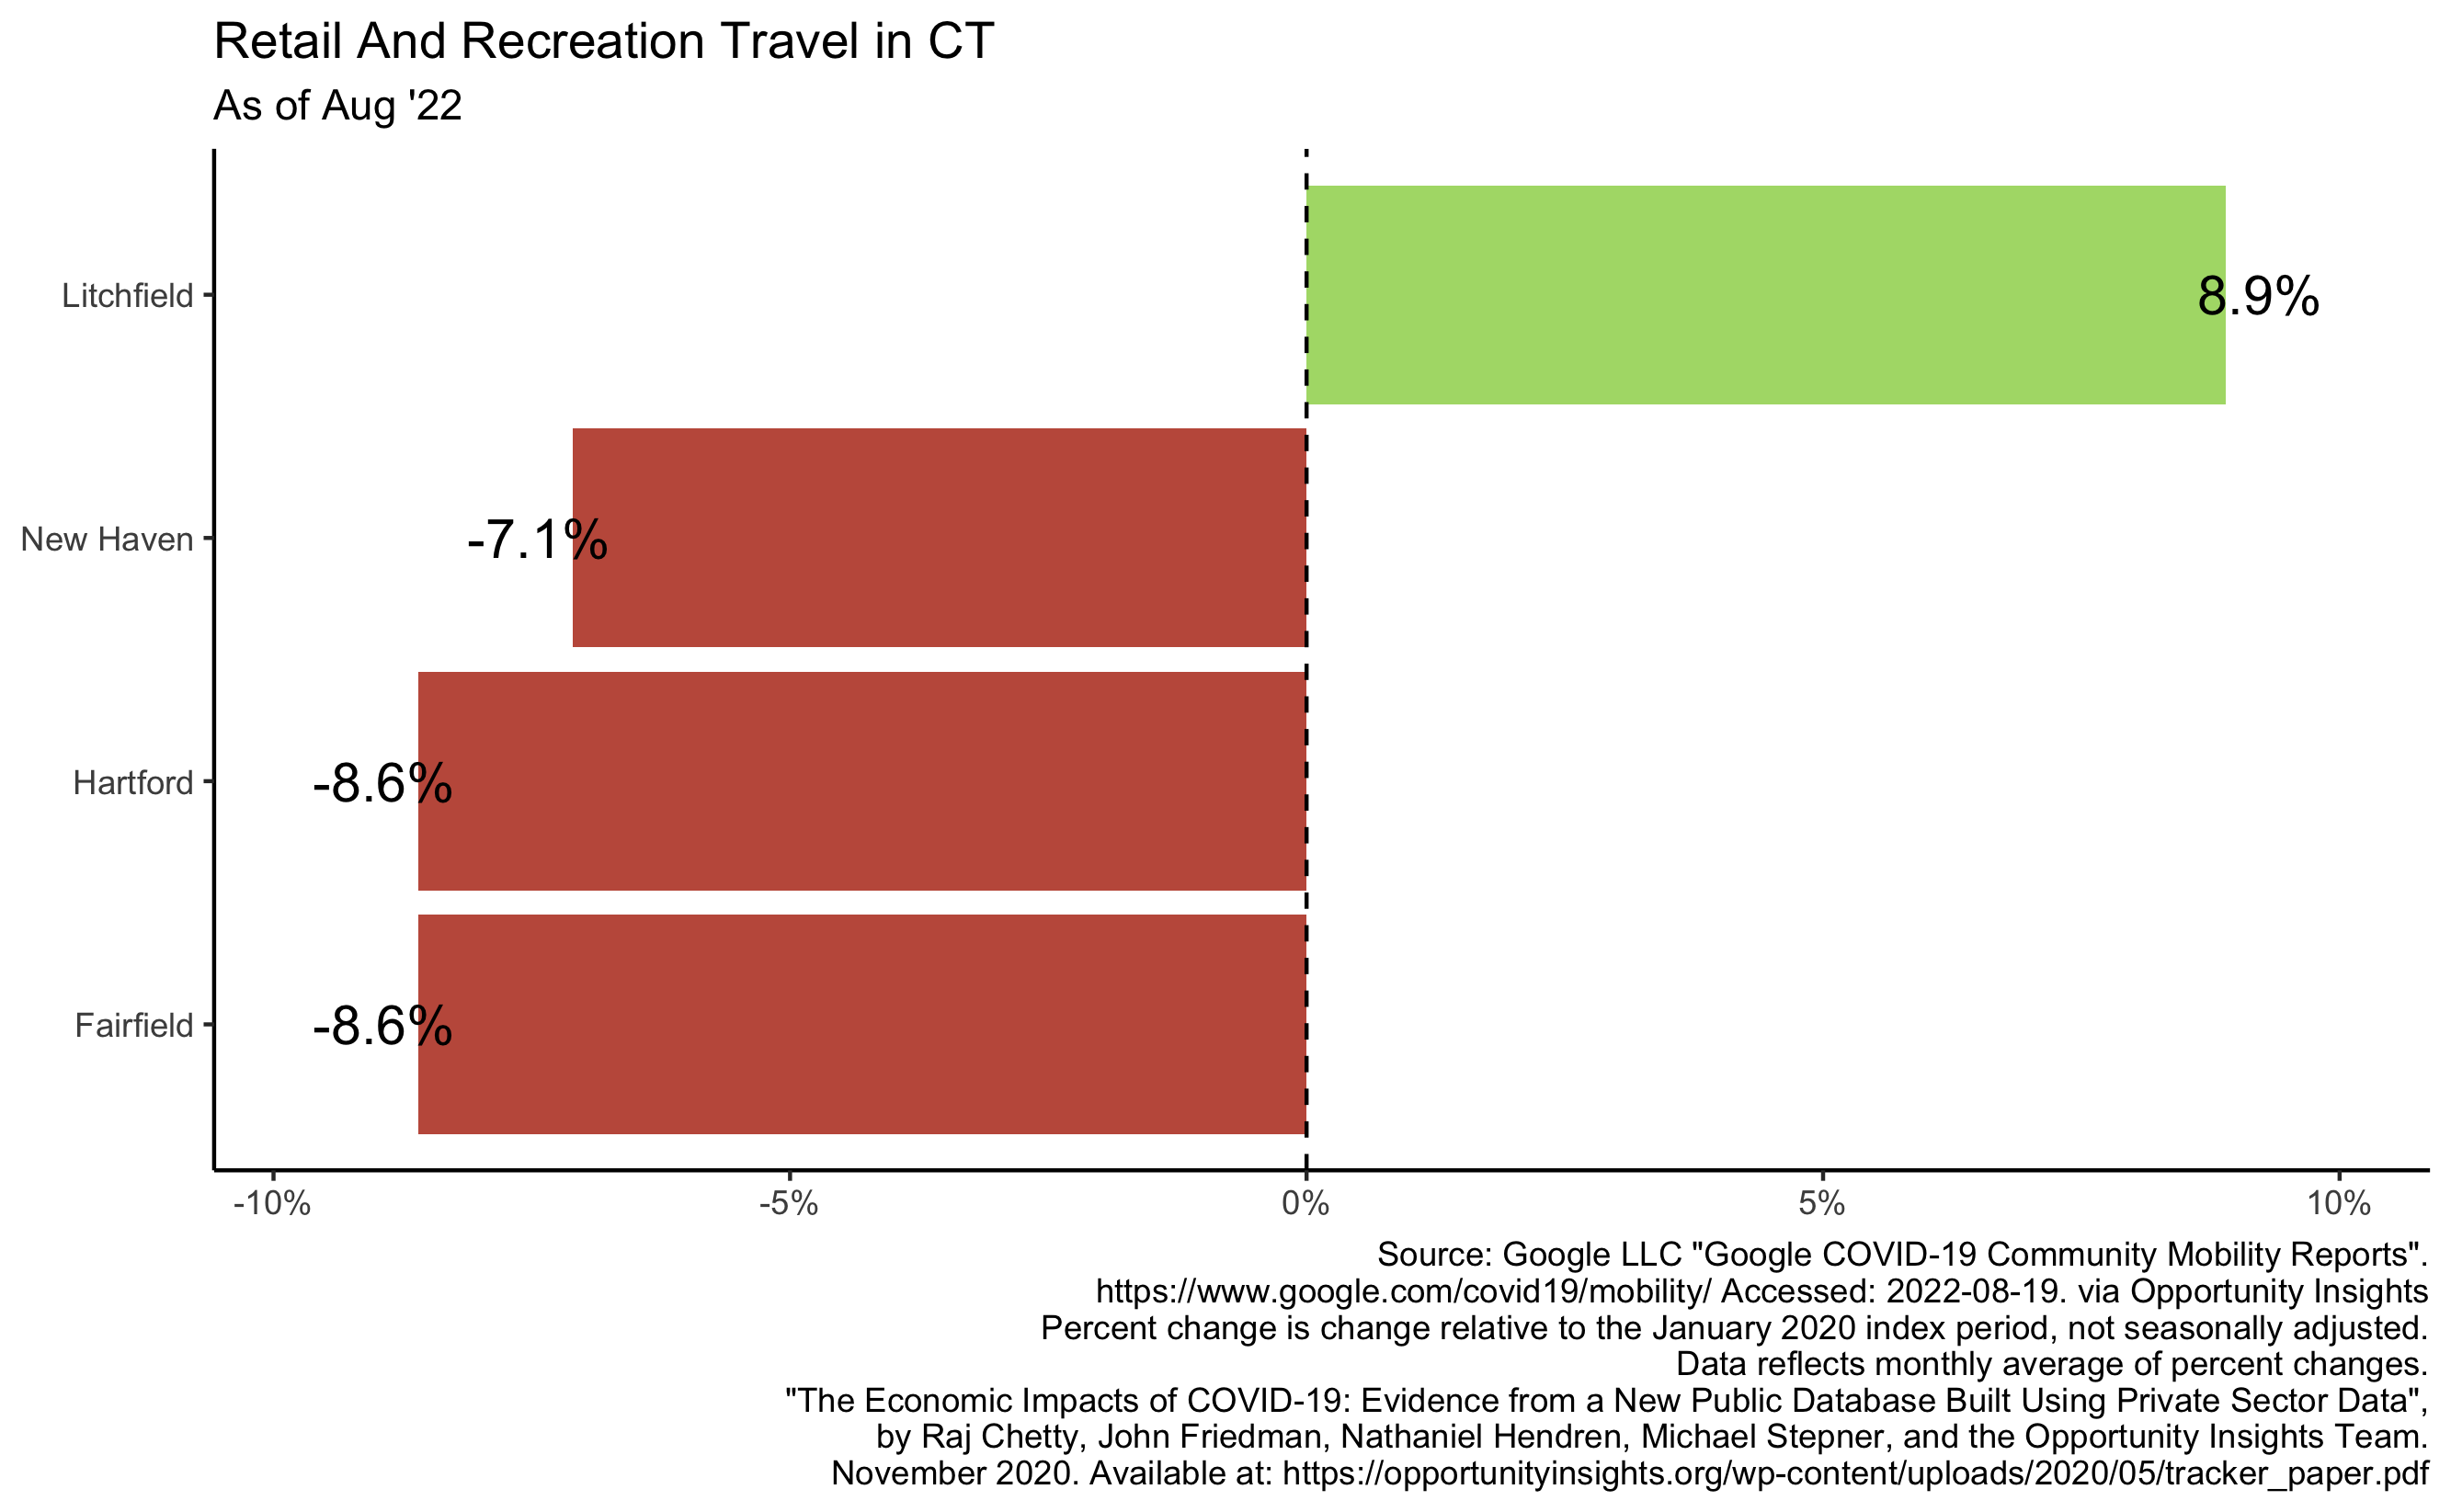 Retail And Recreation Travel in CT
As of Aug '22
Litchfield
8.9%
New Haven
-7.1%
Hartford
-8.6%
Fairfield
-8.6%
-10%
-5%
0%
5%
10%
Source: Google LLC "Google COVID-19 Community Mobility Reports".
https://www.google.com/covid19/mobility/ Accessed: 2022-08-19. via Opportunity Insights
Percent change is change relative to the January 2020 index period, not seasonally adjusted.
Data reflects monthly average of percent changes.
"The Economic Impacts of COVID-19: Evidence from a New Public Database Built Using Private Sector Data",
by Raj Chetty, John Friedman, Nathaniel Hendren, Michael Stepner, and the Opportunity Insights Team.
November 2020. Available at: https://opportunityinsights.org/wp-content/uploads/2020/05/tracker_paper.pdf